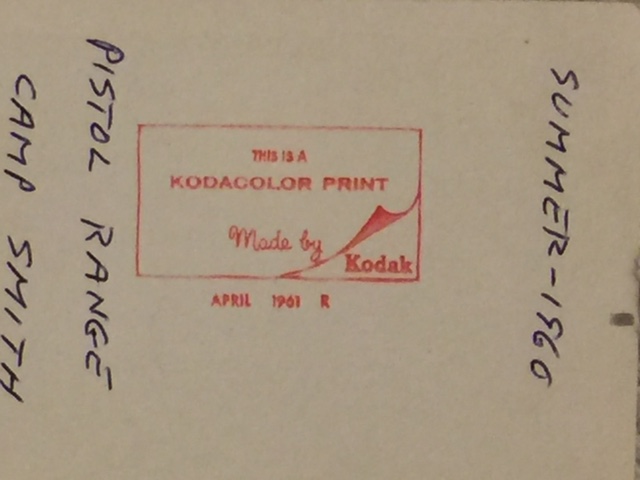 SUMMER-1960
PISTOL RANGE
CAMP SMITH
THIS IS A
KODACOLOR PRINT
Made by
Kodak
APRIL 1961 R